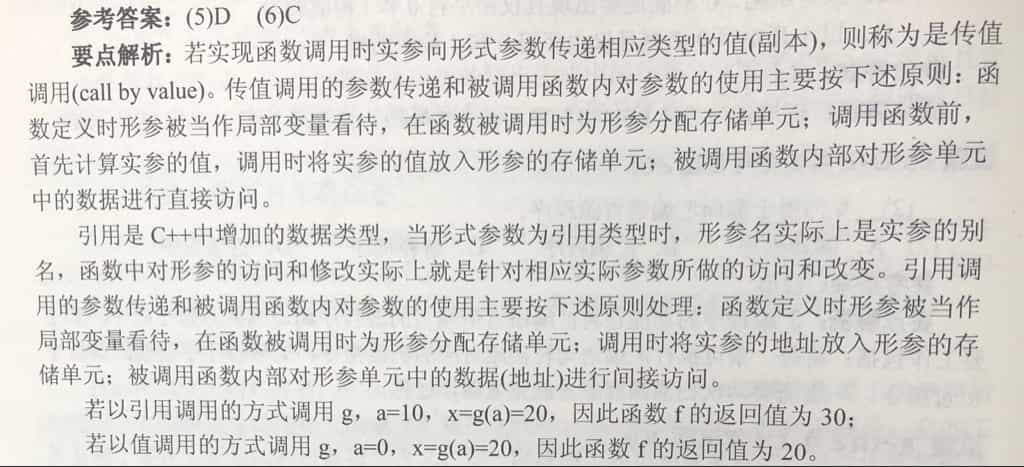 参考答案：(5)D　(6)C
要点解析：若实现函数调用时实参向形式参数传递相应类型的值(副本)，则称为是传值
调用(call by value)。传值调用的参数传递和被调用函数内对参数的使用主要按下述原则：函
数定义时形参被当作局部变量看待，在函数被调用时为形参分配存储单元；调用函数前，
首先计算实参的值，调用时将实参的值放入形参的存储单元；被调用函数内部对形参单元
中的数据进行直接访问。
引用是 C++中增加的数据类型，当形式参数为引用类型时，形参名实际上是实参的别
名，函数中对形参的访问和修改实际上就是针对相应实际参数所做的访问和改变。引用调
用的参数传递和被调用函数内对参数的使用主要按下述原则处理：函数定义时形参被当作
局部变量看待，在函数被调用时为形参分配存储单元；调用时将实参的地址放入形参的存
储单元；被调用函数内部对形参单元中的数据(地址)进行间接访问。
若以引用调用的方式调用 g，a=10，x=g(a)=20，因此函数 f 的返回值为 30；
若以值调用的方式调用 g，a=0，x=g(a)=20，因此函数 f 的返回值为 20。